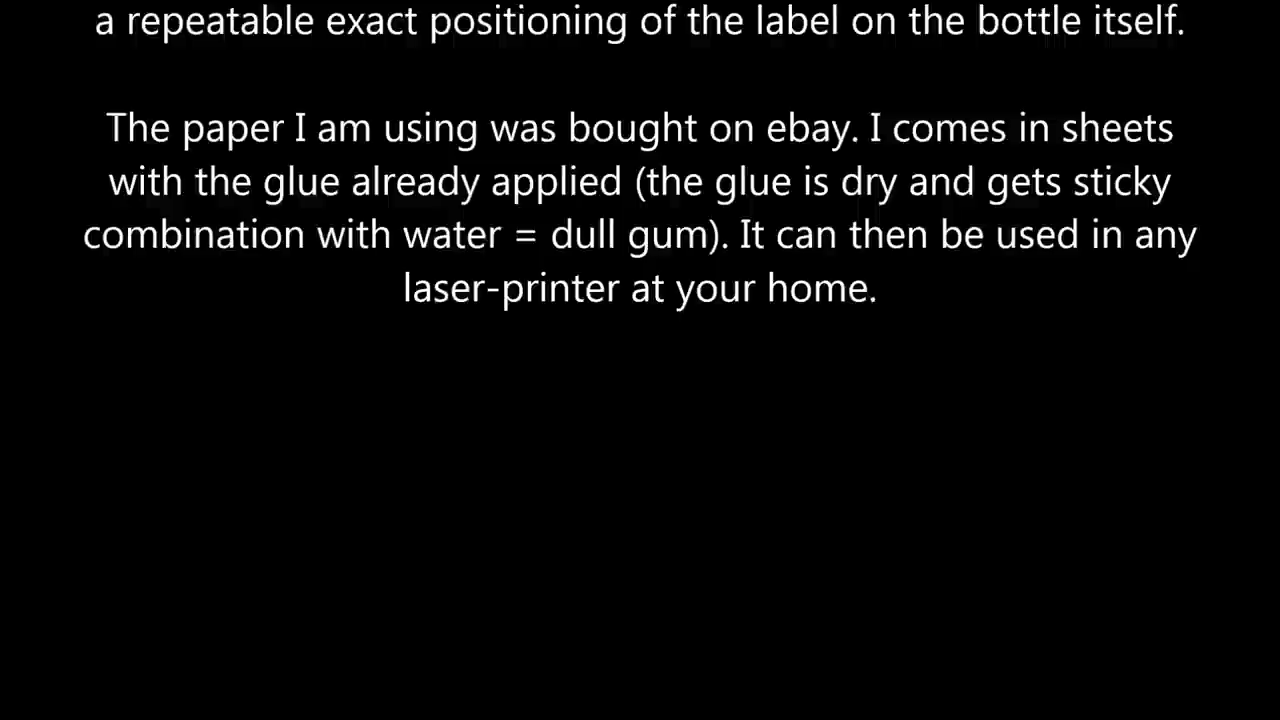 a repeatable exact positioning of the label on the bottle itself.
The paper I am using was bought on ebay. I comes in sheets
with the glue already applied (the glue is dry and gets sticky
combination with water = dull gum). It can then be used in any
laser-printer at your home.